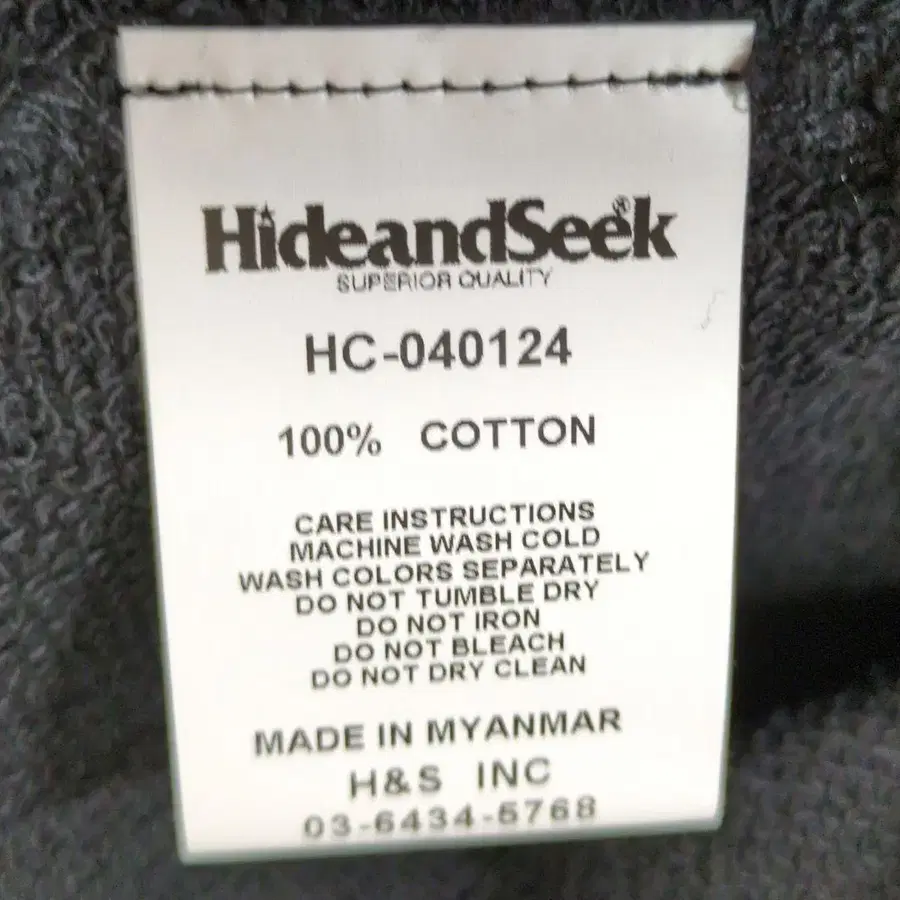 HideandSeek®
SUPERIOR QUALITY
HC-040124
100% COTTON
CARE INSTRUCTIONS
MACHINE WASH COLD
WASH COLORS SEPARATELY
DO NOT TUMBLE DRY
DO NOT IRON
DO NOT BLEACH
DO NOT DRY CLEAN
MADE IN MYANMAR
H&S INC
03-6434-5768